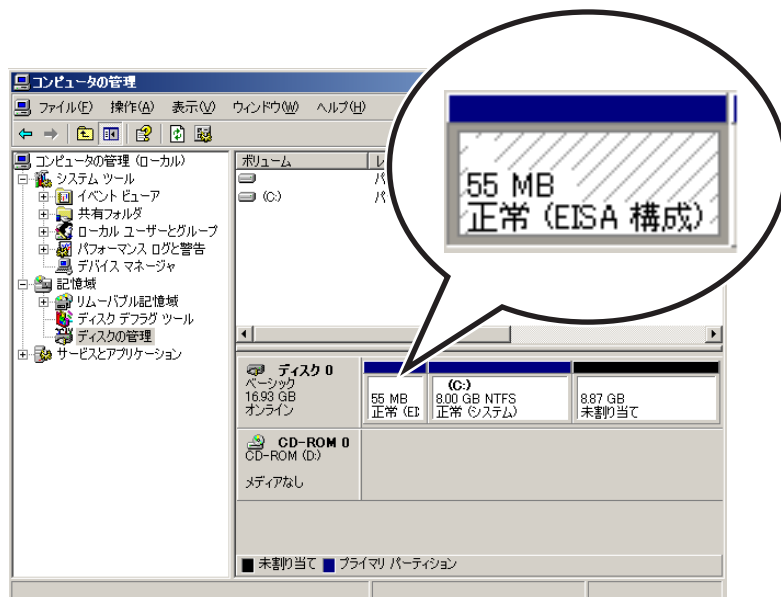 コンピュータの管理
ファイル(F) 操作(A) 表示(V) ウィンドウ(W) ヘルプ(H)
コンピュータの管理 (ローカル)
システム ツール
イベント ビューア
共有フォルダ
ローカル ユーザーとグループ
パフォーマンス ログと警告
デバイス マネージャ
記憶域
リムーバブル記憶域
ディスク デフラグ ツール
ディスクの管理
サービスとアプリケーション
ボリューム レ
パ
(C:) パ
55 MB
正常 (EISA 構成)
ディスク 0
ベーシック
16.93 GB
オンライン
55 MB
正常 (EI
(C:)
8.00 GB NTFS
正常 (システム)
8.87 GB
未割り当て
CD-ROM 0
CD-ROM (D:)
メディアなし
未割り当て プライマリ パーティション